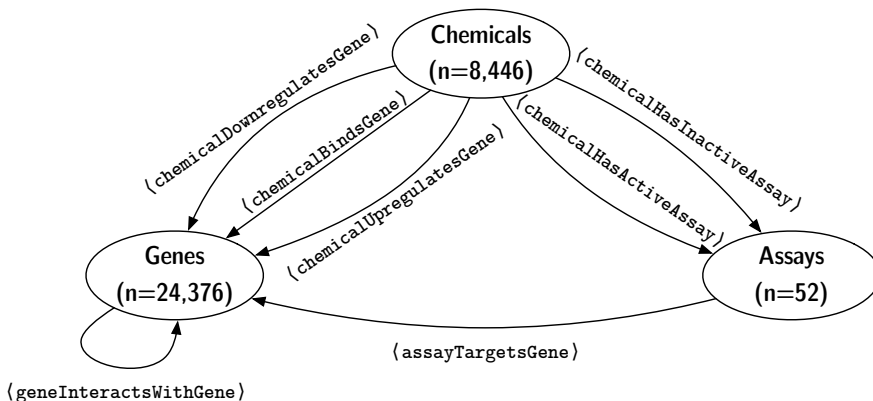 Chemicals
(n=8,446)
⟨chemicalDownregulatesGene⟩
⟨chemicalBindsGene⟩
⟨chemicalUpregulatesGene⟩
⟨chemicalHasActiveAssay⟩
⟨chemicalHasInactiveAssay⟩
Genes
(n=24,376)
Assays
(n=52)
⟨assayTargetsGene⟩
⟨geneInteractsWithGene⟩